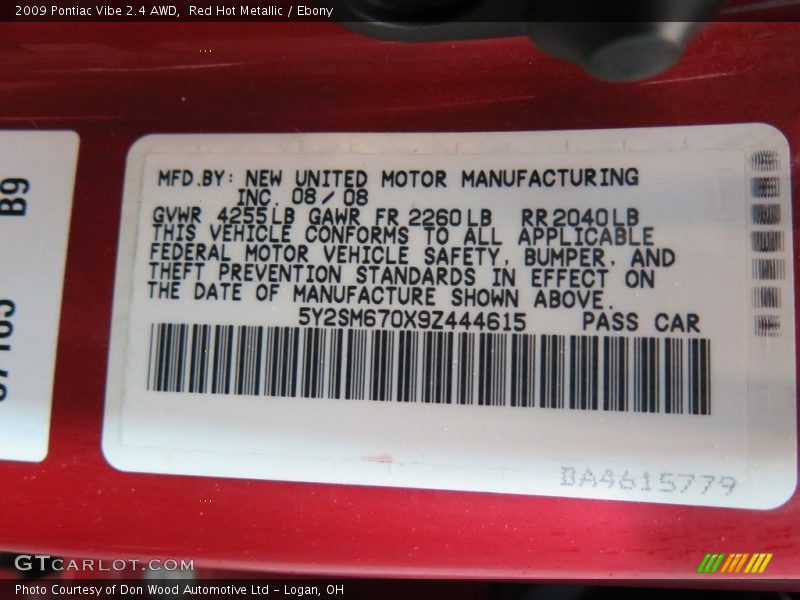 2009 Pontiac Vibe 2.4 AWD,  Red Hot Metallic / Ebony
B9
MFD.BY: NEW UNITED MOTOR MANUFACTURING
INC. 08/08
GVWR 4255LB GAWR FR 2260LB RR2040LB
THIS VEHICLE CONFORMS TO ALL APPLICABLE
FEDERAL MOTOR VEHICLE SAFETY, BUMPER, AND
THEFT PREVENTION STANDARDS IN EFFECT ON
THE DATE OF MANUFACTURE SHOWN ABOVE.
5Y2SM670X9Z444615 PASS CAR
BA4615779
GTCARLOT.COM
Photo Courtesy of Don Wood Automotive Ltd - Logan, OH